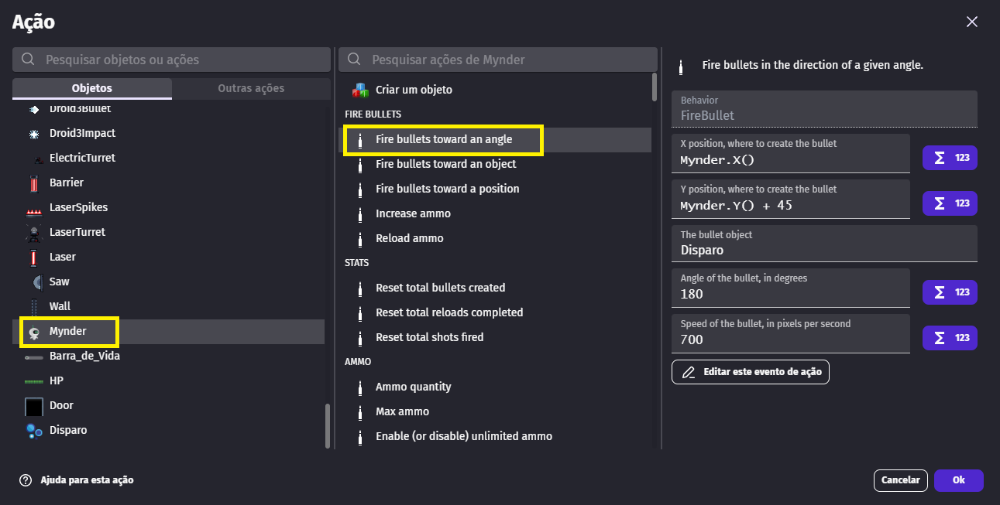 Ação
Pesquisar objetos ou ações
Objetos
Outras ações
Droid3Bullet
Droid3Impact
ElectricTurret
Barrier
LaserSpikes
LaserTurret
Laser
Saw
Wall
Mynder
Barra_de_Vida
HP
Door
Disparo
Pesquisar ações de Mynder
Criar um objeto
FIRE BULLETS
Fire bullets toward an angle
Fire bullets toward an object
Fire bullets toward a position
Increase ammo
Reload ammo
STATS
Reset total bullets created
Reset total reloads completed
Reset total shots fired
AMMO
Ammo quantity
Max ammo
Enable (or disable) unlimited ammo
Fire bullets in the direction of a given angle.
Behavior
FireBullet
X position, where to create the bullet
Mynder.X()
Σ 123
Y position, where to create the bullet
Mynder.Y() + 45
Σ 123
The bullet object
Disparo
Angle of the bullet, in degrees
180
Σ 123
Speed of the bullet, in pixels per second
700
Σ 123
Editar este evento de ação
Ajuda para esta ação
Cancelar
Ok